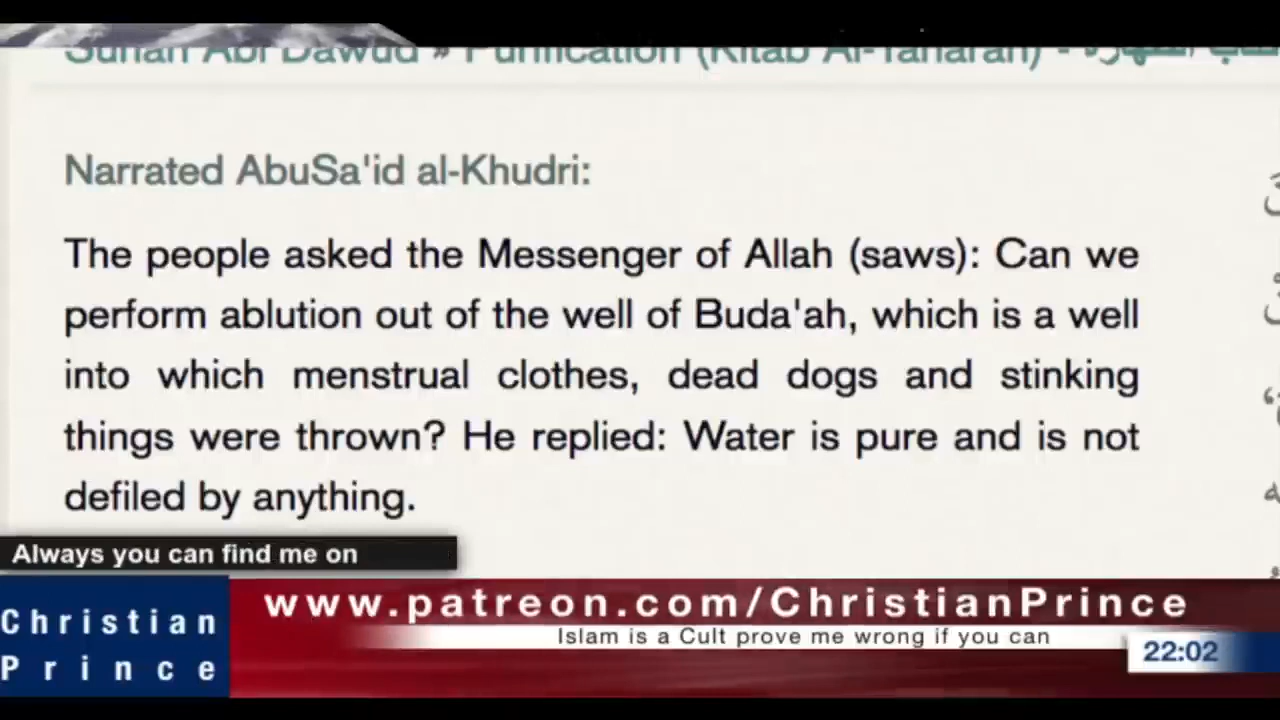 Sunan Abi Dawud » Purification (Kitab Al-Taharah) -
Narrated AbuSa'id al-Khudri:
The people asked the Messenger of Allah (saws): Can we
perform ablution out of the well of Buda'ah, which is a well
into which menstrual clothes, dead dogs and stinking
things were thrown? He replied: Water is pure and is not
defiled by anything.
Always you can find me on
Christian
Prince
www.patreon.com/ChristianPrince
Islam is a Cult prove me wrong if you can
22:02